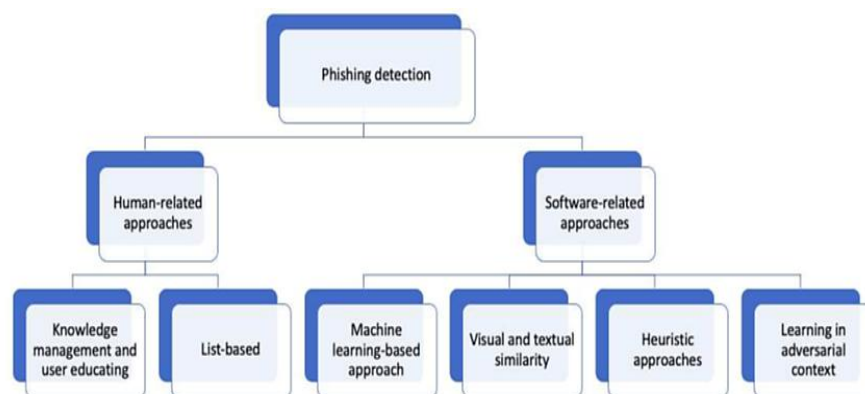 Phishing detection
Human-related
approaches
Software-related
approaches
Knowledge
management and
user educating
List-based
Machine
learning-based
approach
Visual and textual
similarity
Heuristic
approaches
Learning in
adversarial
context